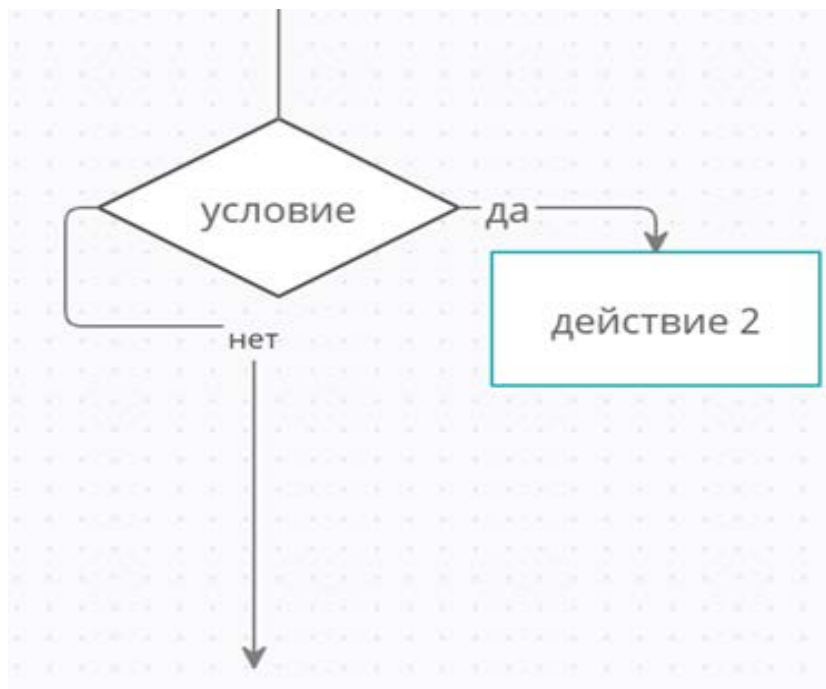 условие
да
действие 2
нет